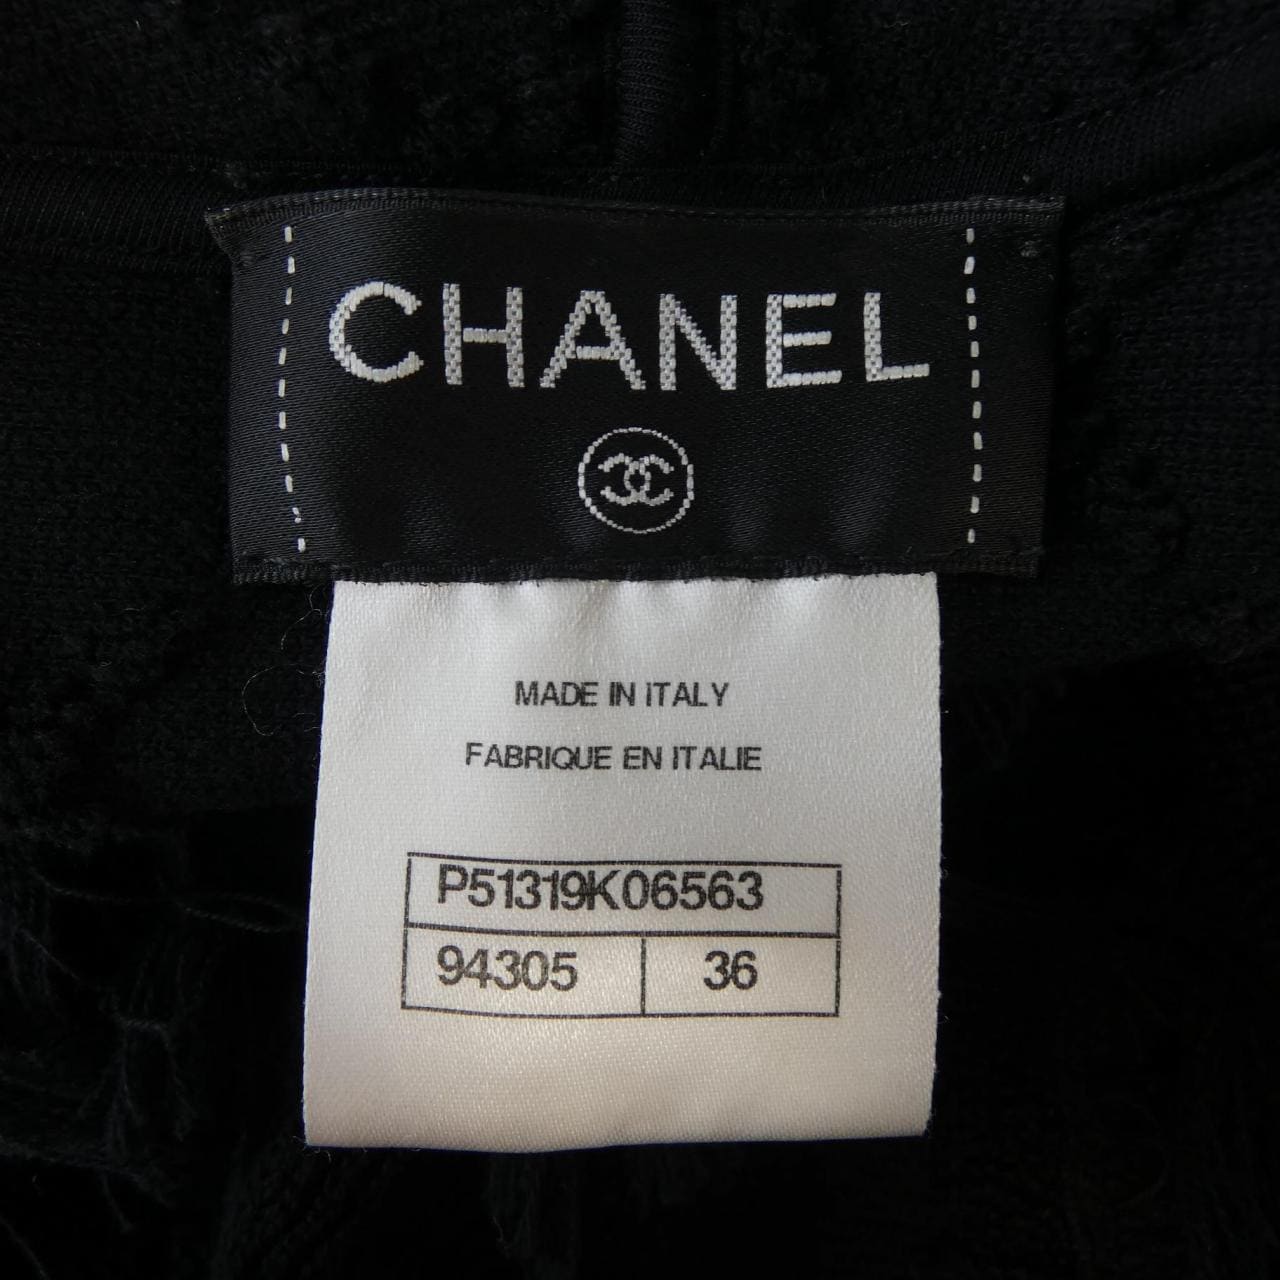 CHANEL
MADE IN ITALY
FABRIQUE EN ITALIE
P51319K06563
94305 36